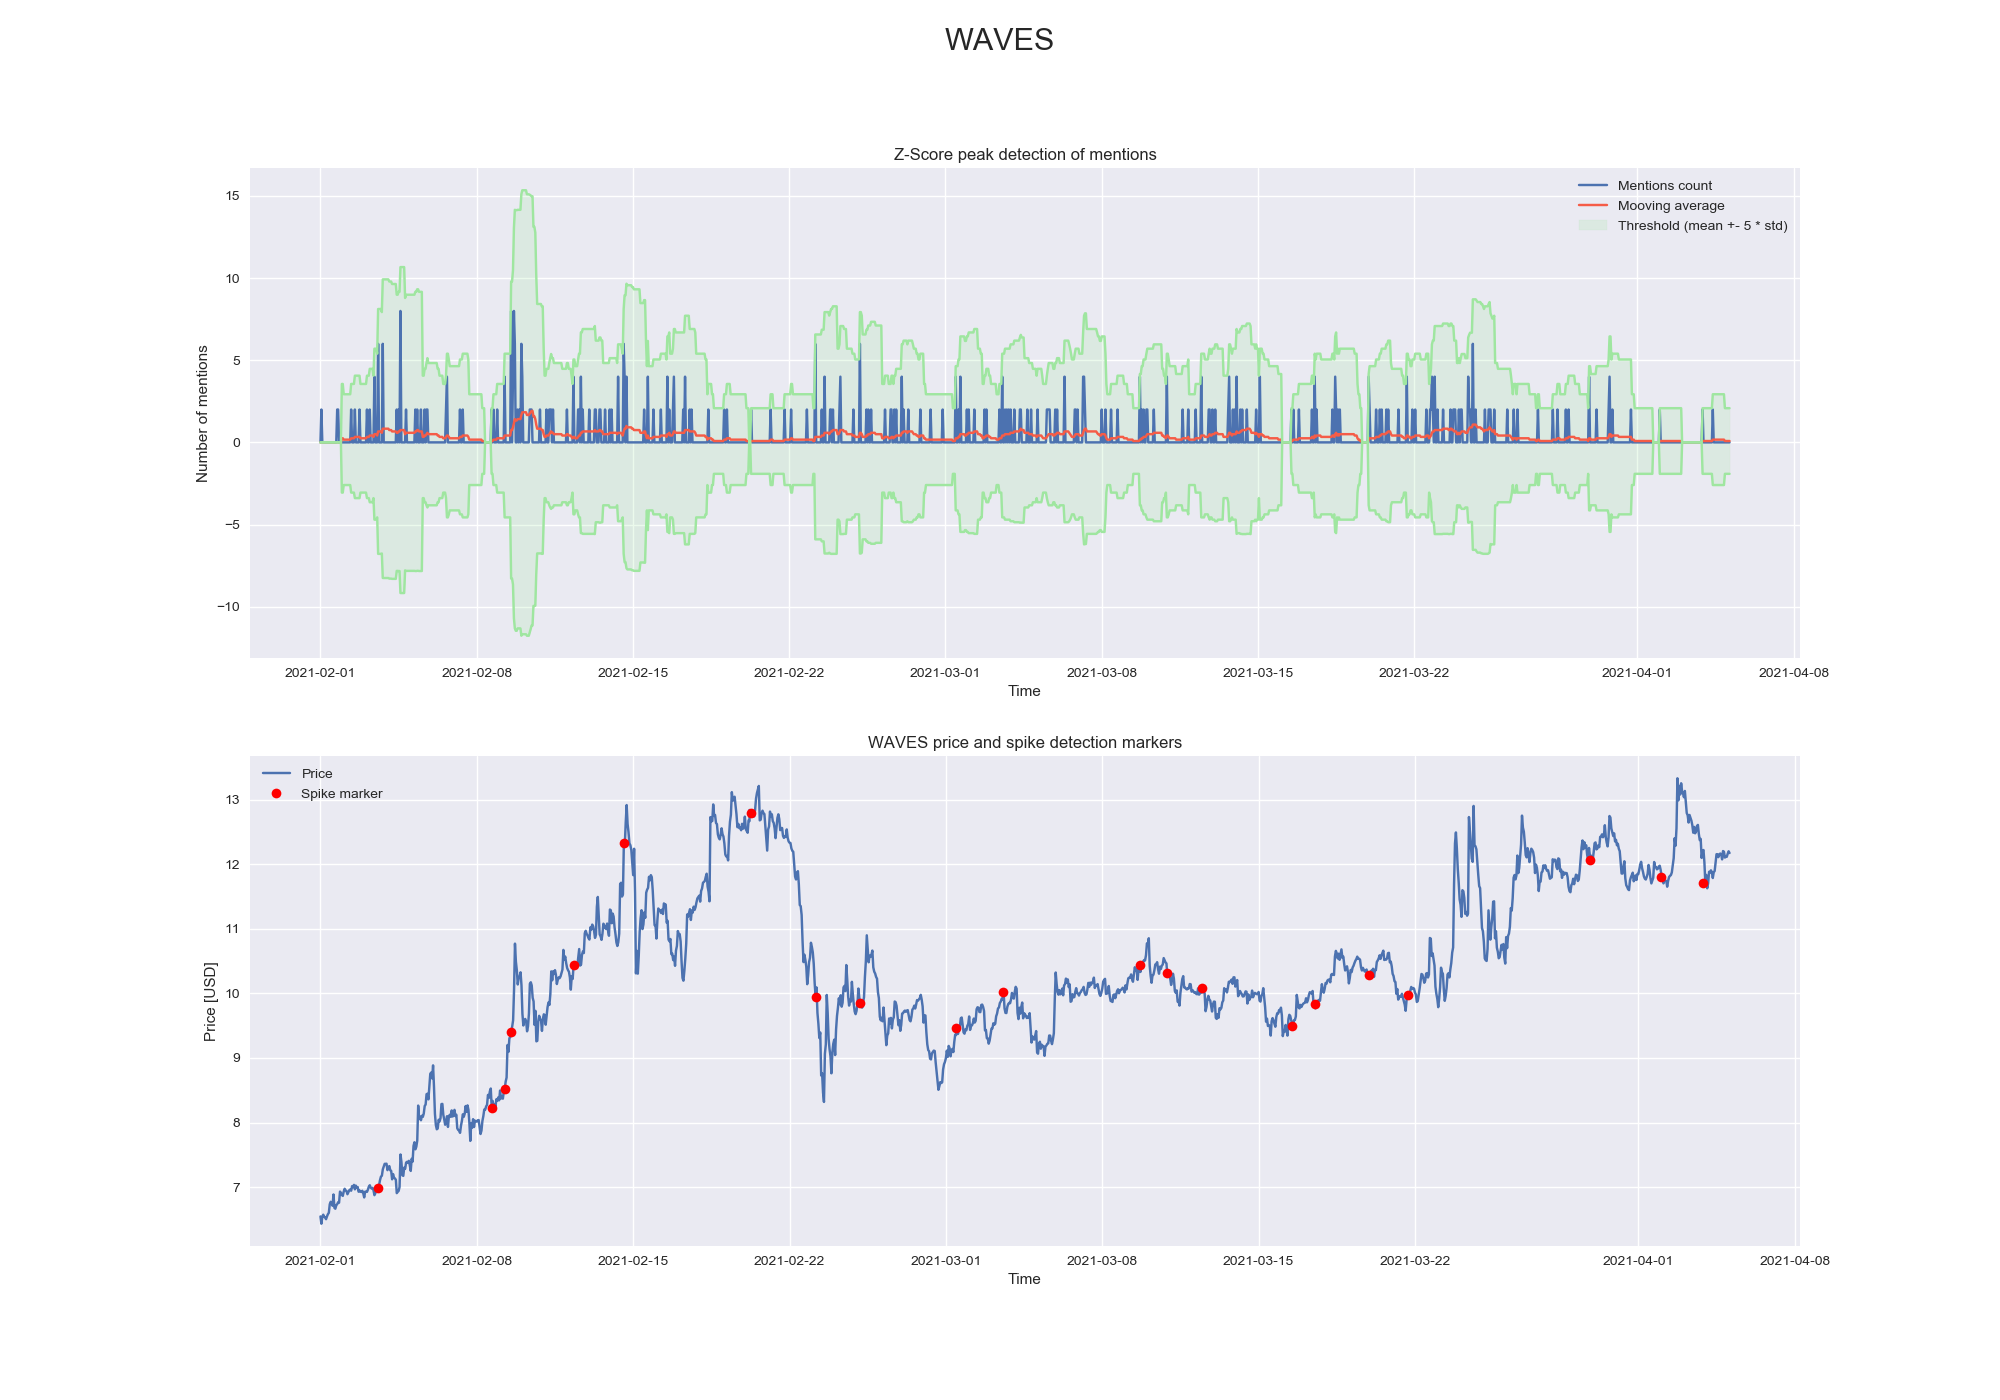 WAVES
Z-Score peak detection of mentions
15
10
5
0
−5
−10
Number of mentions
Mentions count
Mooving average
Threshold (mean +- 5 * std)
2021-02-01 2021-02-08 2021-02-15 2021-02-22 2021-03-01 2021-03-08 2021-03-15 2021-03-22 2021-04-01 2021-04-08
Time
WAVES price and spike detection markers
Price
Spike marker
13
12
11
10
9
8
7
Price [USD]
2021-02-01 2021-02-08 2021-02-15 2021-02-22 2021-03-01 2021-03-08 2021-03-15 2021-03-22 2021-04-01 2021-04-08
Time